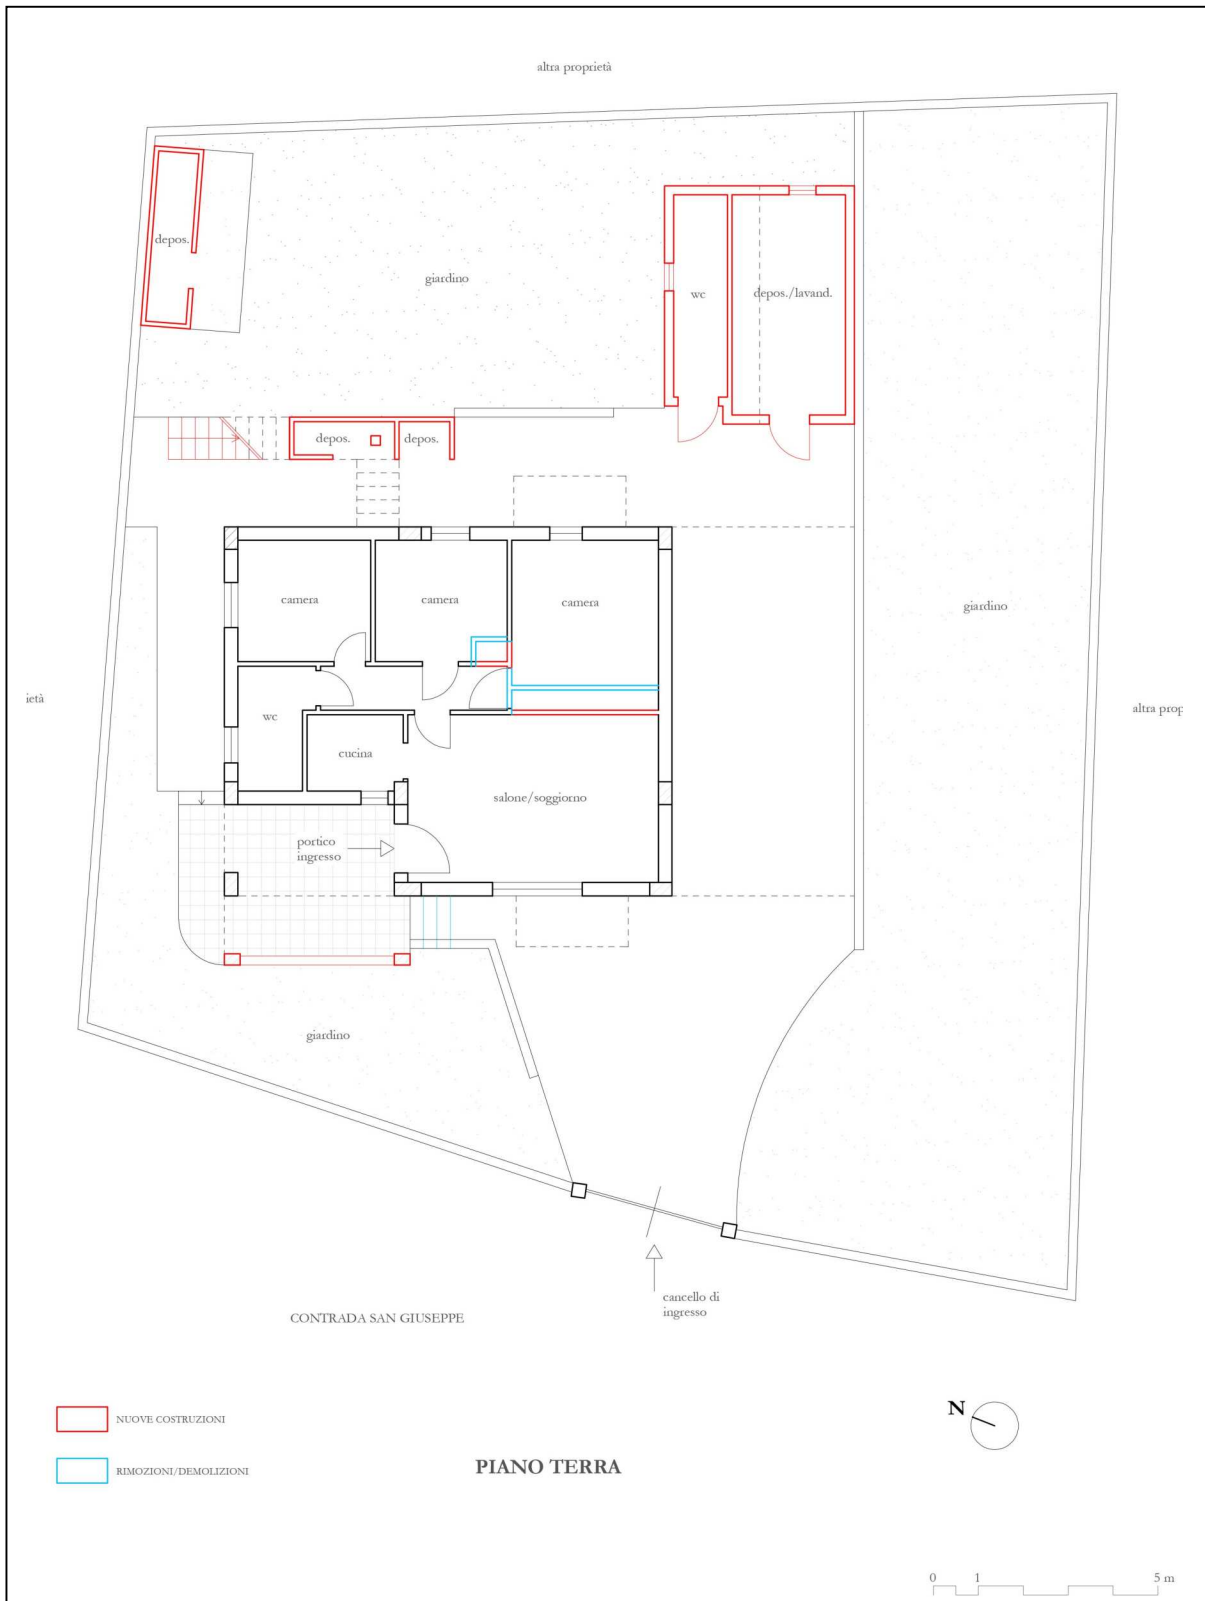 altra proprietà
depos.
giardino
wc
depos./lavand.
depos.
depos.
camera
camera
camera
giardino
ietà
wc
altra prop
cucina
salone/soggiorno
portico
ingresso
giardino
cancello di
ingresso
CONTRADA SAN GIUSEPPE
N
NUOVE COSTRUZIONI
RIMOZIONI/DEMOLIZIONI
PIANO TERRA
0 1 5 m